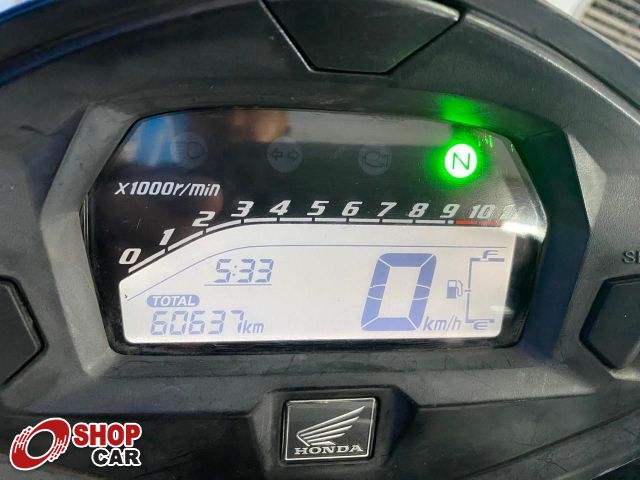 N
x1000r/min
0 1 2 3 4 5 6 7 8 9 10
5:33
TOTAL
60637km
0 km/h
F
E
HONDA
SHOP
CAR